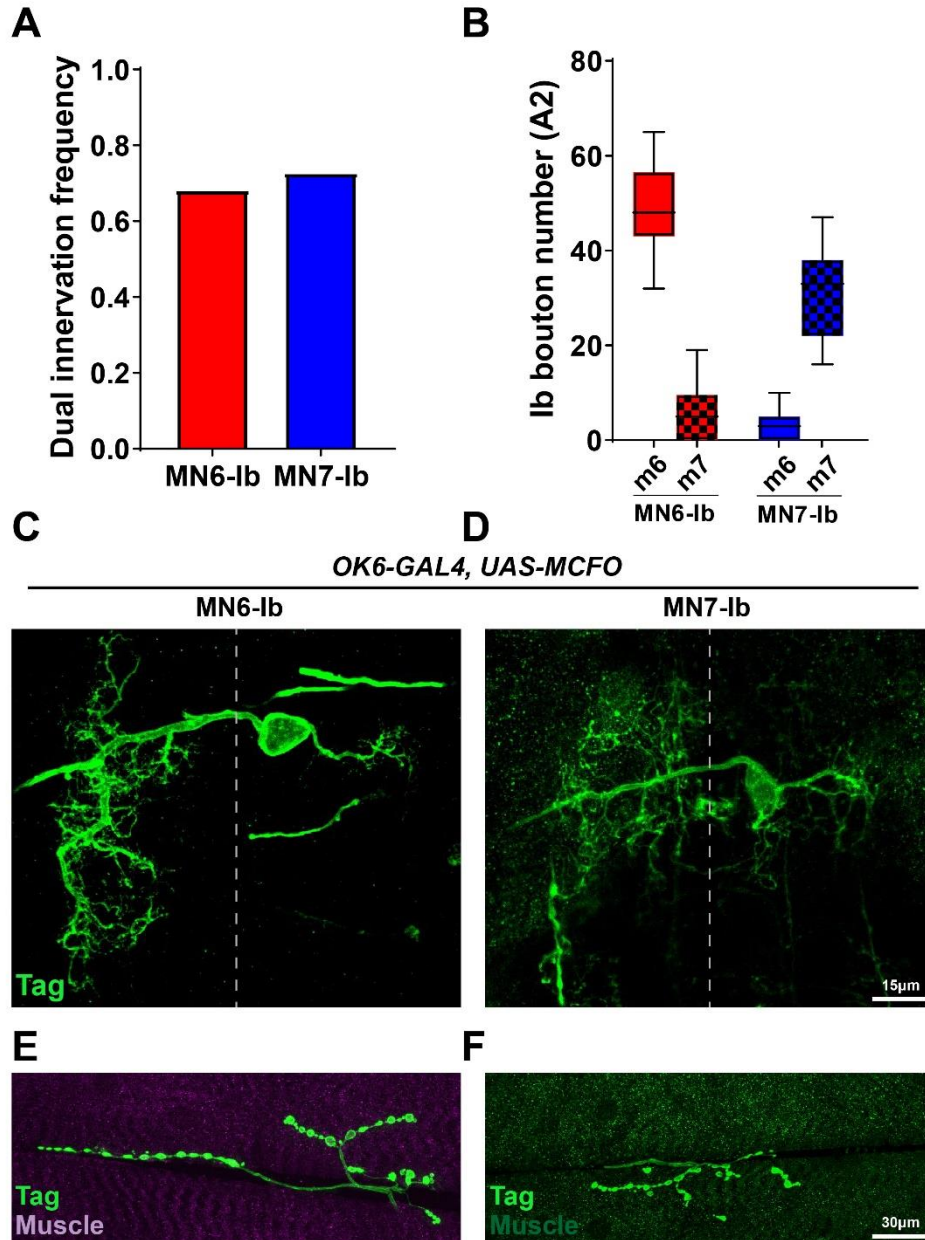 A
Dual innervation frequency
1.0
0.8
0.6
0.4
0.2
0.0
MN6-Ib MN7-Ib
B
Ib bouton number (A2)
80
60
40
20
0
m6 m7 m6 m7
MN6-Ib MN7-Ib
C D
OK6-GAL4, UAS-MCFO
MN6-Ib MN7-Ib
Tag
15µm
E F
Tag
Muscle
Tag
Muscle
30µm